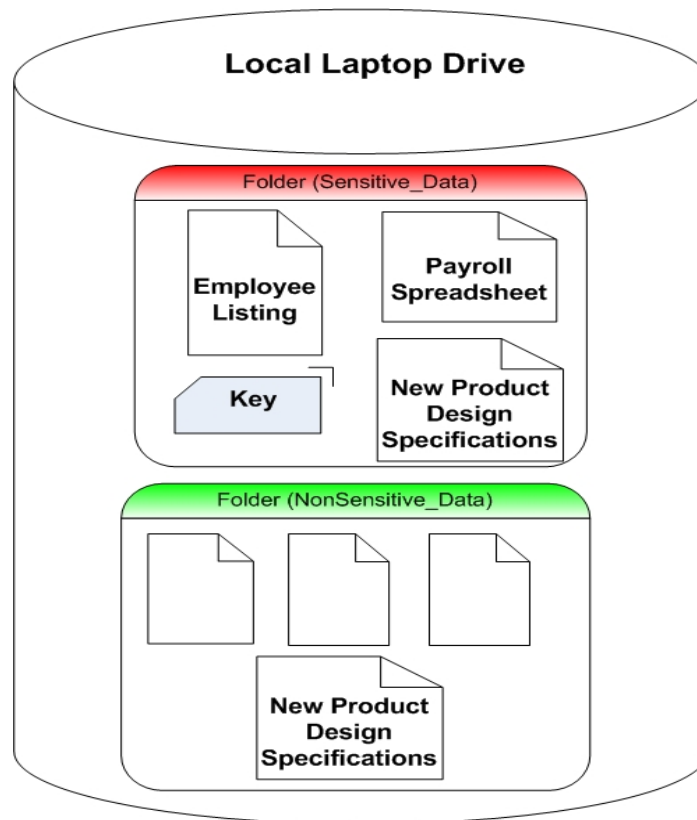 Local Laptop Drive
Folder (Sensitive_Data)
Employee
Listing
Payroll
Spreadsheet
Key
New Product
Design
Specifications
Folder (NonSensitive_Data)
New Product
Design
Specifications